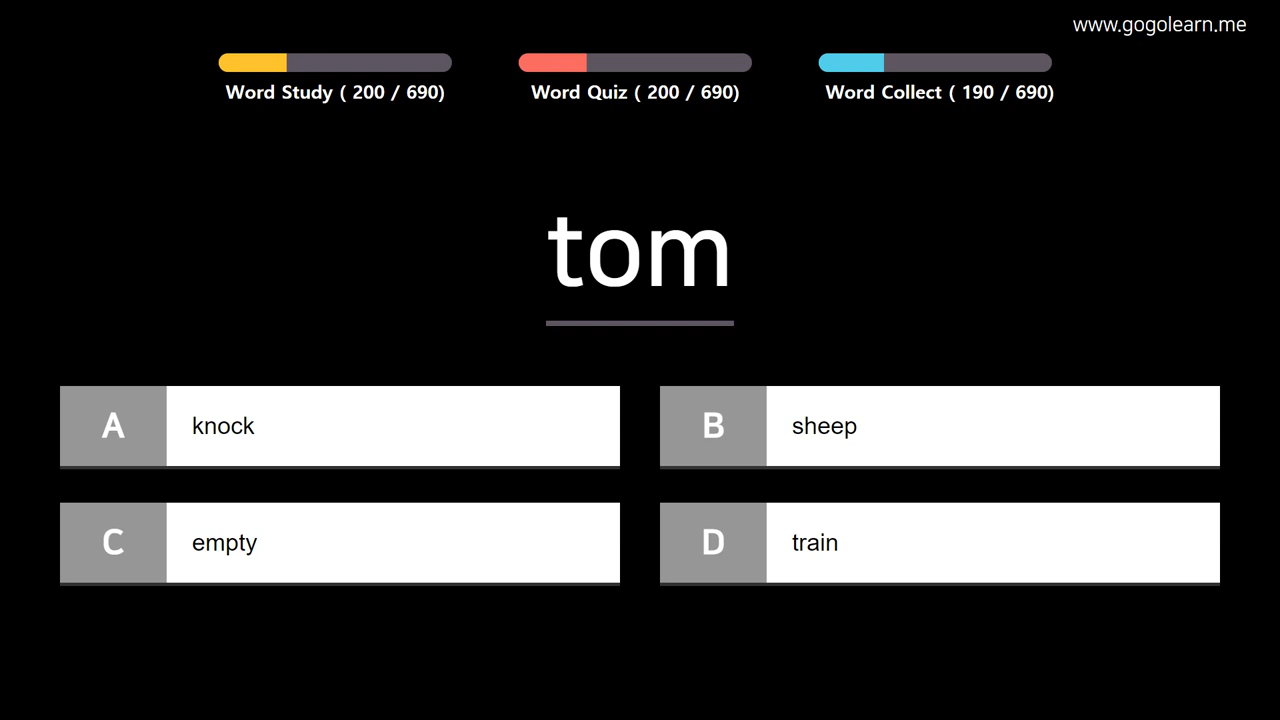 www.gogolearn.me
Word Study ( 200 / 690)
Word Quiz ( 200 / 690)
Word Collect ( 190 / 690)
tom
A knock
B sheep
C empty
D train